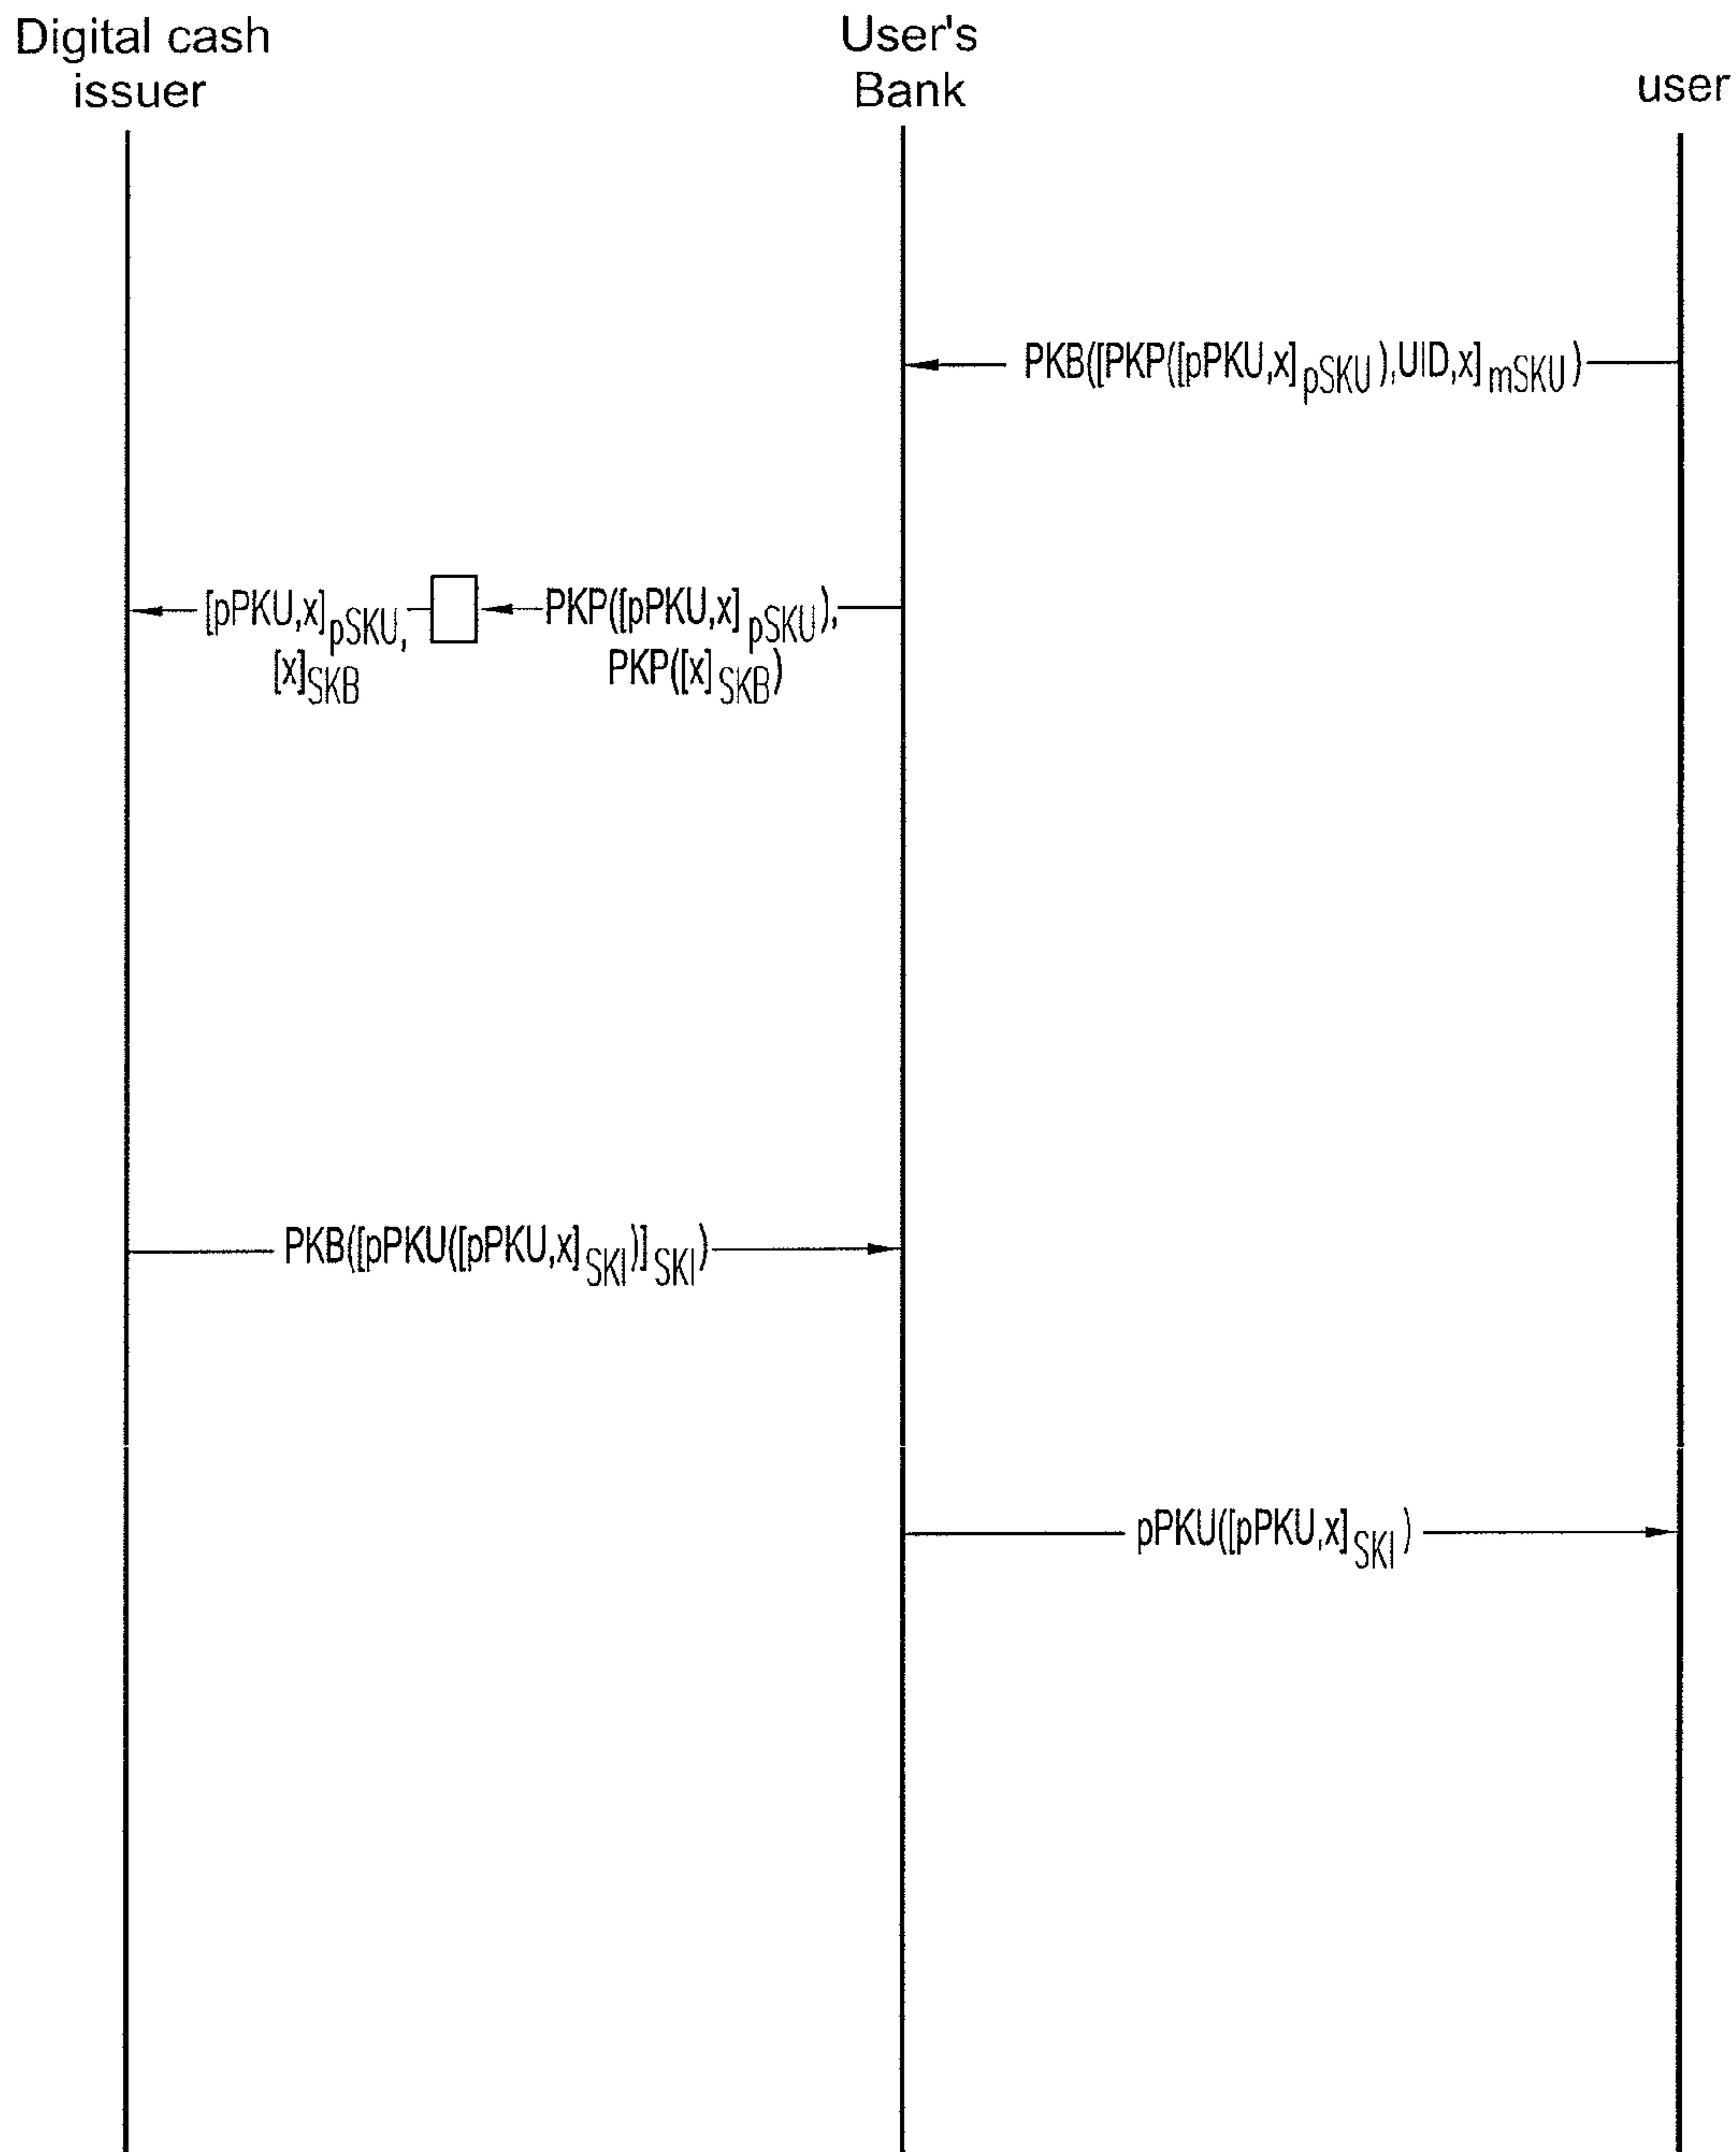 Digital cash
issuer
User's
Bank
user
PKB([PKP([pPKU,x]pSKU),UID,x]mSKU)
[pPKU,x]pSKU,
[x]SKB
PKP([pPKU,x]pSKU),
PKP([x]SKB)
PKB([pPKU([pPKU,x]SKI)]SKI)
pPKU([pPKU,x]SKI)